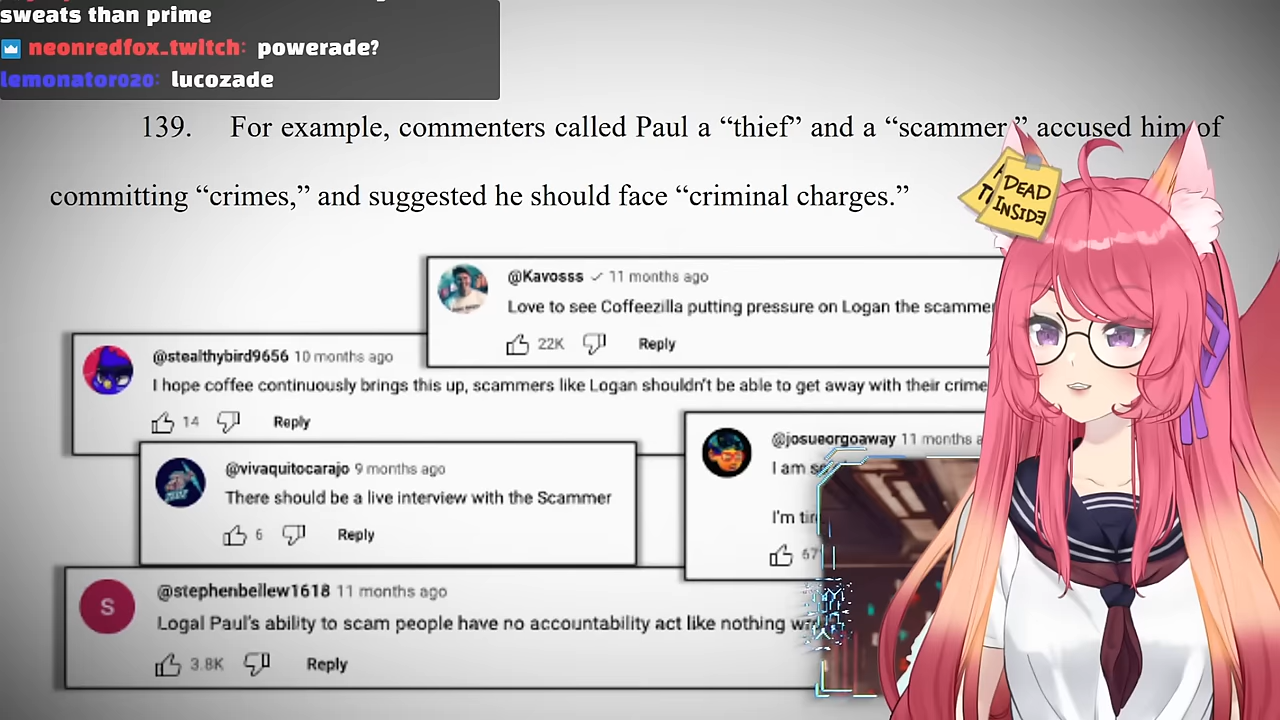 sweats than prime
neonredfox_twitch: powerade?
lemonator020: lucozade
139. For example, commenters called Paul a “thief” and a “scammer,” accused him of
committing “crimes,” and suggested he should face “criminal charges.”
DEAD
INSIDE
@Kavosss 11 months ago
Love to see Coffeezilla putting pressure on Logan the scammer
22K Reply
@stealthybird9656 10 months ago
I hope coffee continuously brings this up, scammers like Logan shouldn't be able to get away with their crime
14 Reply
@vivaquitocarajo 9 months ago
There should be a live interview with the Scammer
6 Reply
@josueorgoaway 11 months a
I am s
I'm tir
67
S
@stephenbellew1618 11 months ago
Logal Paul's ability to scam people have no accountability act like nothing w
3.8K Reply